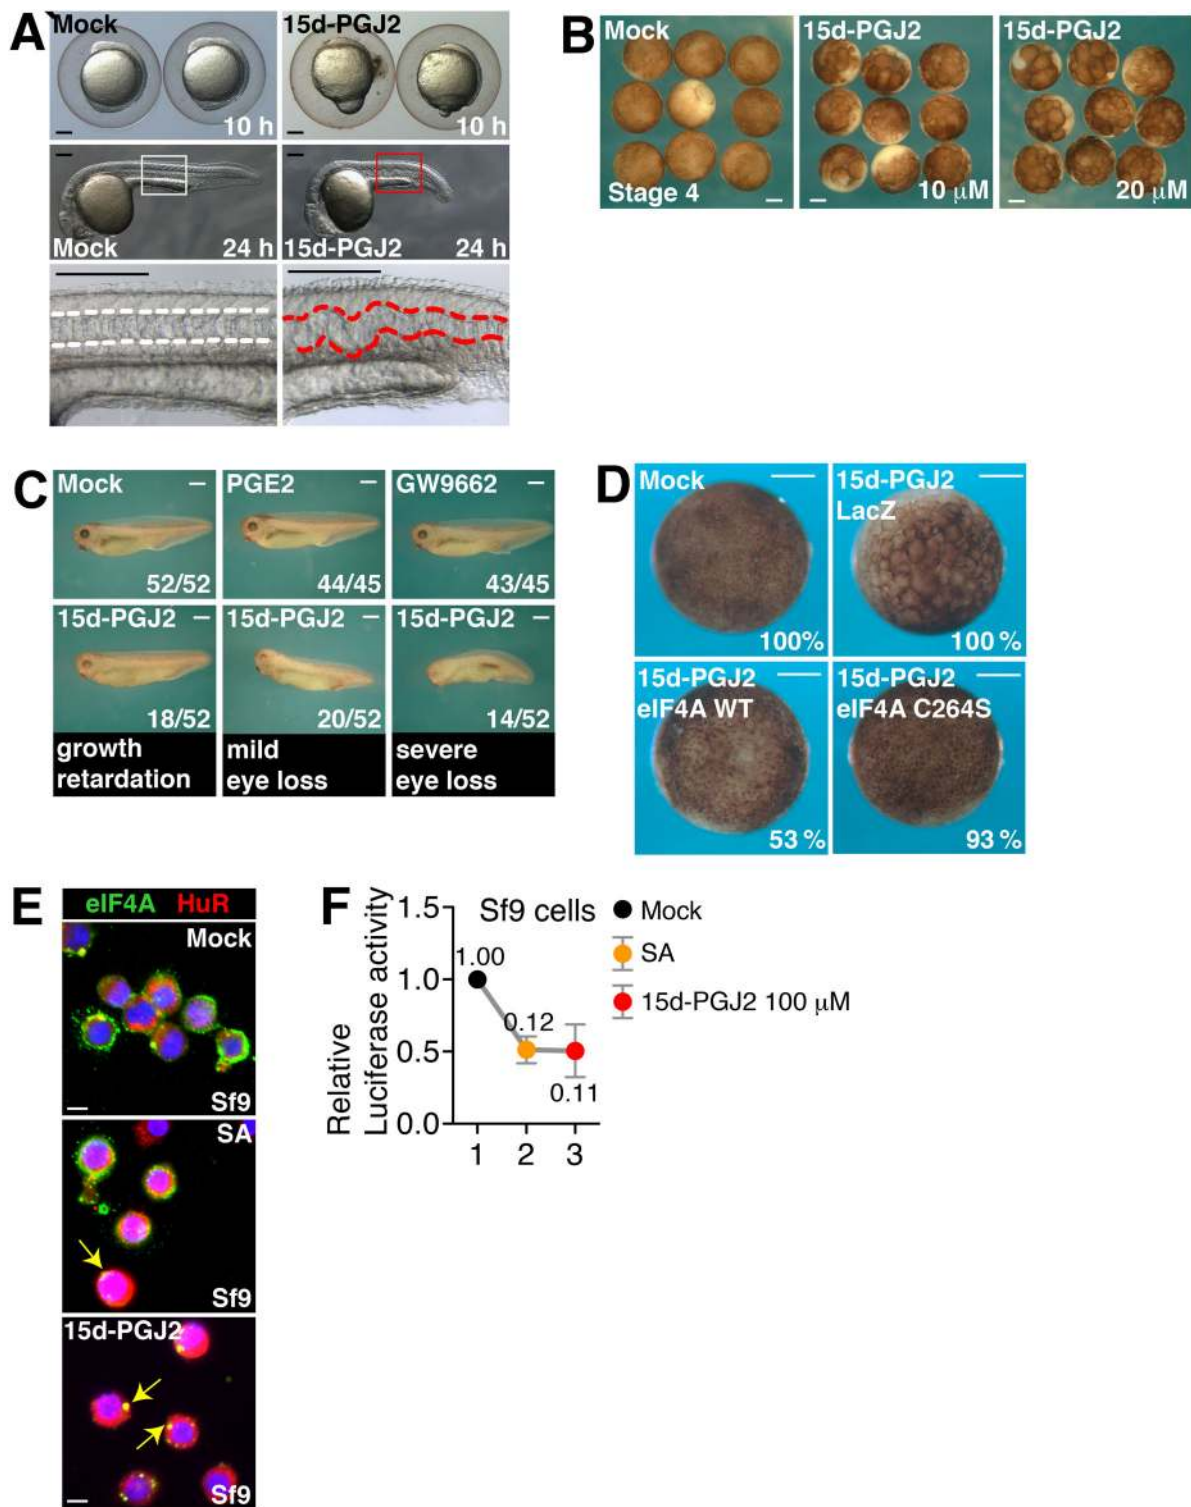 A
Mock
15d-PGJ2
10 h
10 h
Mock
24 h
15d-PGJ2
24 h
B
Mock
15d-PGJ2
15d-PGJ2
Stage 4
10 µM
20 µM
C
Mock
PGE2
GW9662
52/52
44/45
43/45
15d-PGJ2
15d-PGJ2
15d-PGJ2
18/52
20/52
14/52
growth
retardation
mild
eye loss
severe
eye loss
D
Mock
15d-PGJ2
LacZ
100%
100 %
15d-PGJ2
eIF4A WT
15d-PGJ2
eIF4A C264S
53 %
93 %
E
eIF4A HuR
Mock
Sf9
SA
Sf9
15d-PGJ2
Sf9
F
Relative
Luciferase activity
1.5
1.0
0.5
0.0
Sf9 cells
1.00
0.12
0.11
1 2 3
Mock
SA
15d-PGJ2 100 µM